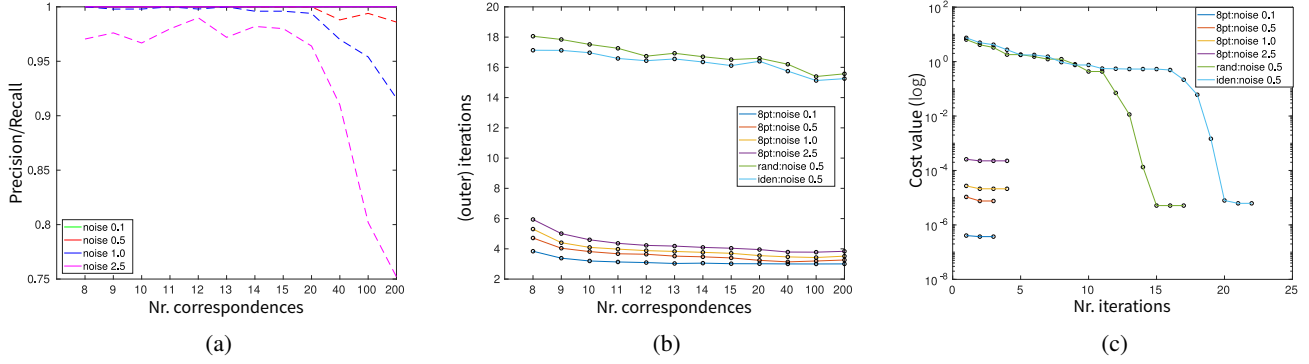 1
0.95
0.9
0.85
0.8
0.75
Precision/Recall
noise 0.1
noise 0.5
noise 1.0
noise 2.5
8 9 10 11 12 13 14 15 20 40 100 200
Nr. correspondences
(a)
20
18
16
14
12
10
8
6
4
2
(outer) iterations
8pt:noise 0.1
8pt:noise 0.5
8pt:noise 1.0
8pt:noise 2.5
rand:noise 0.5
iden:noise 0.5
8 9 10 11 12 13 14 15 20 40 100 200
Nr. correspondences
(b)
10^2
10^0
10^-2
10^-4
10^-6
10^-8
Cost value (log)
8pt:noise 0.1
8pt:noise 0.5
8pt:noise 1.0
8pt:noise 2.5
rand:noise 0.5
iden:noise 0.5
0 5 10 15 20 25
Nr. iterations
(c)